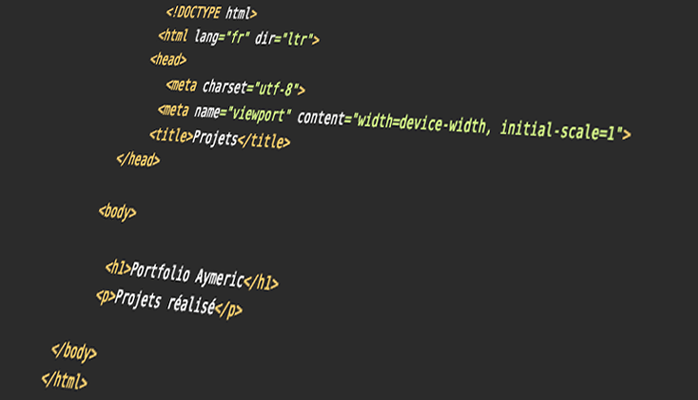 <!DOCTYPE html>
<html lang="fr" dir="ltr">
<head>
<meta charset="utf-8">
<meta name="viewport" content="width=device-width, initial-scale=1">
<title>Projets</title>
</head>
<body>
<h1>Portfolio Aymeric</h1>
<p>Projets réalisé</p>
</body>
</html>